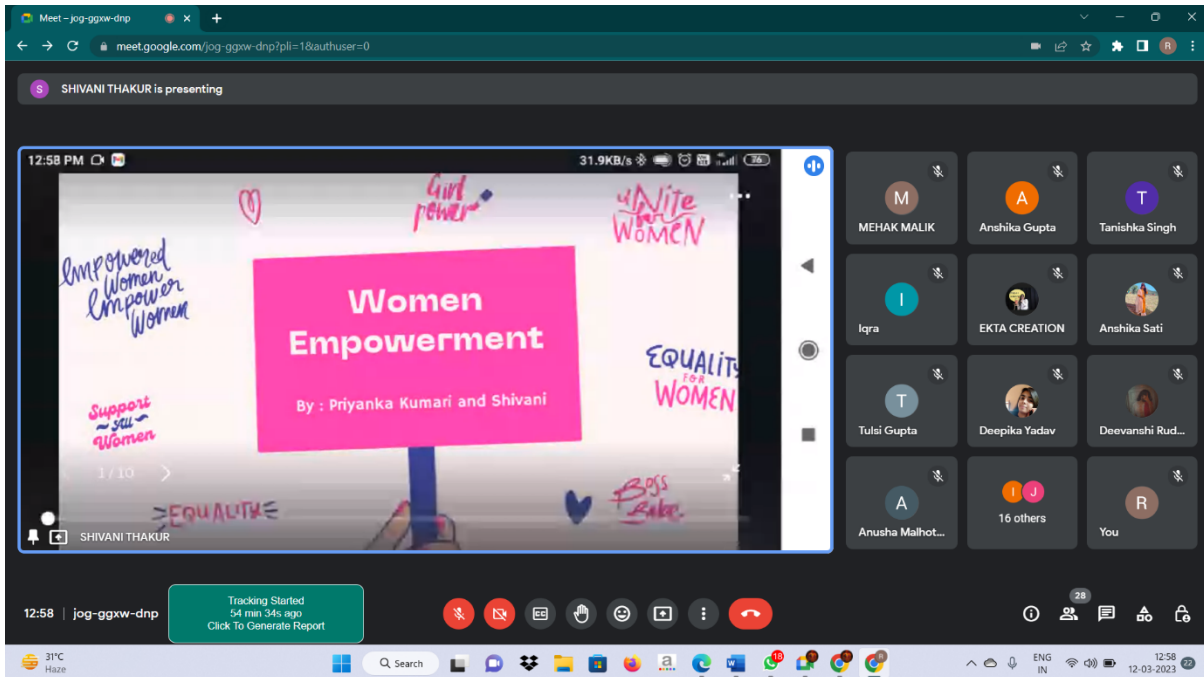 Meet – jog-ggxw-dnp
meet.google.com/jog-ggxw-dnp?pli=1&authuser=0
R
S SHIVANI THAKUR is presenting
12:58 PM
31.9KB/s
76
Girl
power
UNite
for
WOMEN
Empowered
Women
Empower
Women
Women
Empowerment
By : Priyanka Kumari and Shivani
EQUALITY
FOR
WOMEN
Support
ALL
Women
1/10
EQUALITY
BOSS
Babe
SHIVANI THAKUR
M
MEHAK MALIK
A
Anshika Gupta
T
Tanishka Singh
I
Iqra
EKTA CREATION
Anshika Sati
T
Tulsi Gupta
Deepika Yadav
Deevanshi Rud...
A
Anusha Malhot...
I J
16 others
R
You
12:58 | jog-ggxw-dnp
Tracking Started
54 min 34s ago
Click To Generate Report
CC
28
31°C
Haze
Search
a
18
ENG
IN
12:58
12-03-2023
22